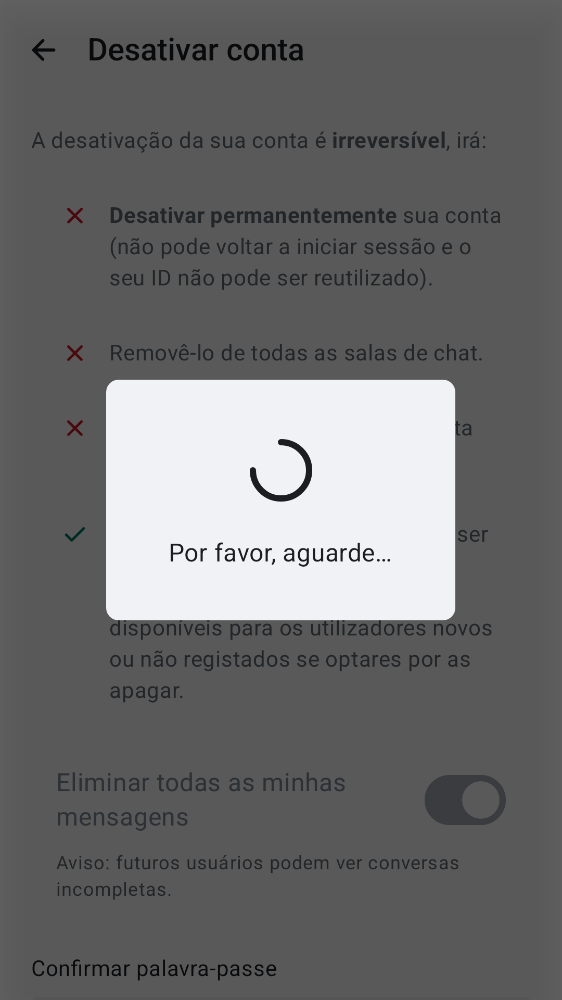 Desativar conta
A desativação da sua conta é irreversível, irá:
Desativar permanentemente sua conta
(não pode voltar a iniciar sessão e o
seu ID não pode ser reutilizado).
Removê-lo de todas as salas de chat.
ta
ser
Por favor, aguarde...
disponíveis para os utilizadores novos
ou não registados se optares por as
apagar.
Eliminar todas as minhas
mensagens
Aviso: futuros usuários podem ver conversas
incompletas.
Confirmar palavra-passe